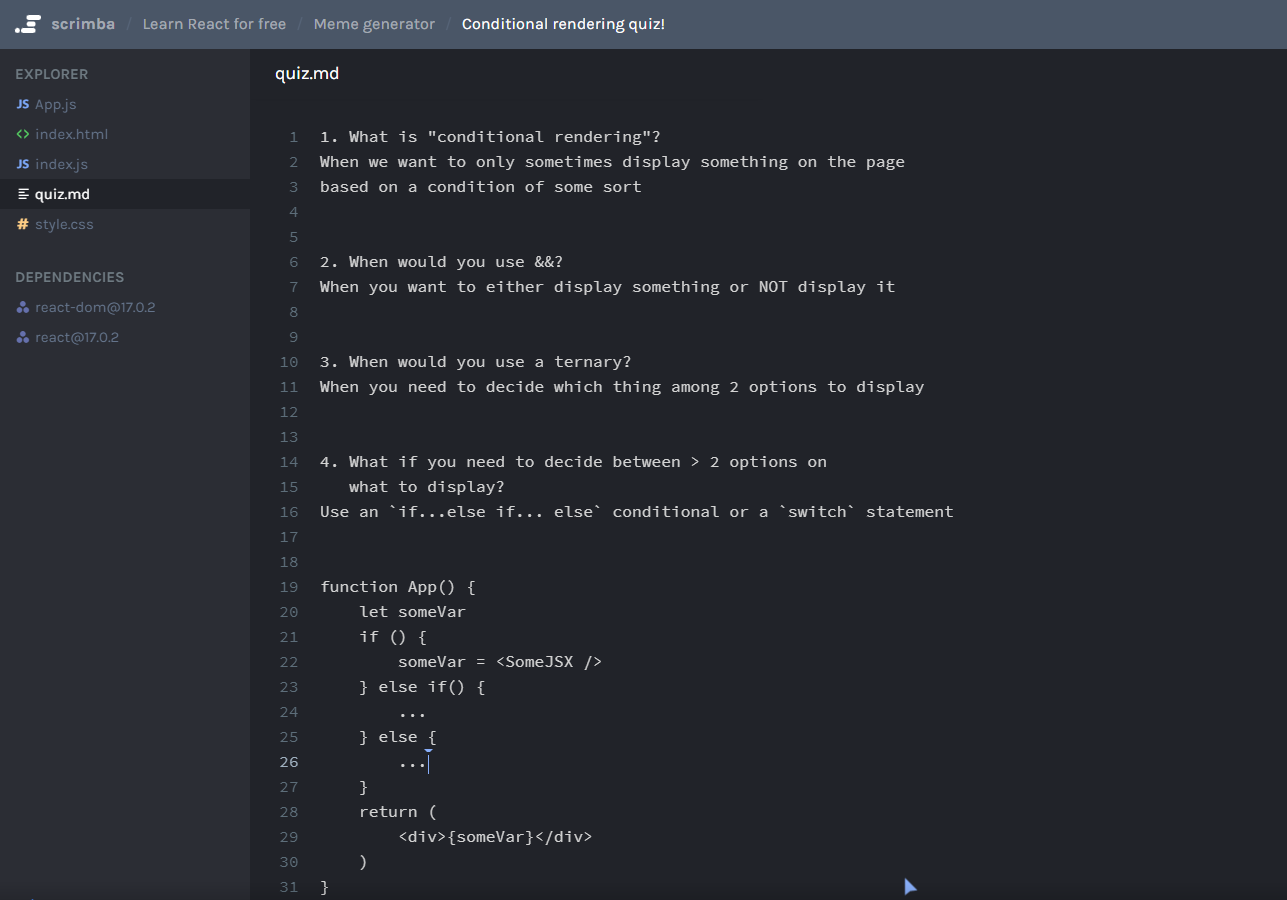 scrimba / Learn React for free / Meme generator / Conditional rendering quiz!
EXPLORER
JS App.js
<> index.html
JS index.js
quiz.md
# style.css
DEPENDENCIES
react-dom@17.0.2
react@17.0.2
quiz.md
1 1. What is "conditional rendering"?
2 When we want to only sometimes display something on the page
3 based on a condition of some sort
4
5
6 2. When would you use &&?
7 When you want to either display something or NOT display it
8
9
10 3. When would you use a ternary?
11 When you need to decide which thing among 2 options to display
12
13
14 4. What if you need to decide between > 2 options on
15    what to display?
16 Use an `if...else if... else` conditional or a `switch` statement
17
18
19 function App() {
20     let someVar
21     if () {
22         someVar = <SomeJSX />
23     } else if() {
24         ...
25     } else {
26         ...
27     }
28     return (
29         <div>{someVar}</div>
30     )
31 }